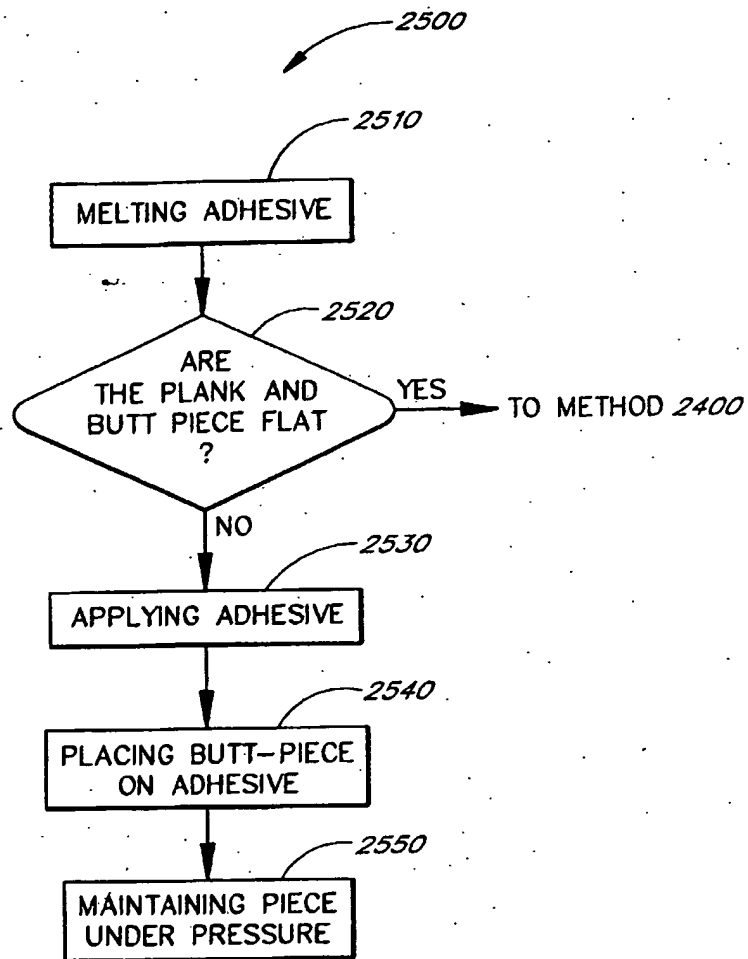 2500
2510
MELTING ADHESIVE
2520
ARE
THE PLANK AND
BUTT PIECE FLAT
?
YES
TO METHOD 2400
NO
2530
APPLYING ADHESIVE
2540
PLACING BUTT-PIECE
ON ADHESIVE
2550
MAINTAINING PIECE
UNDER PRESSURE